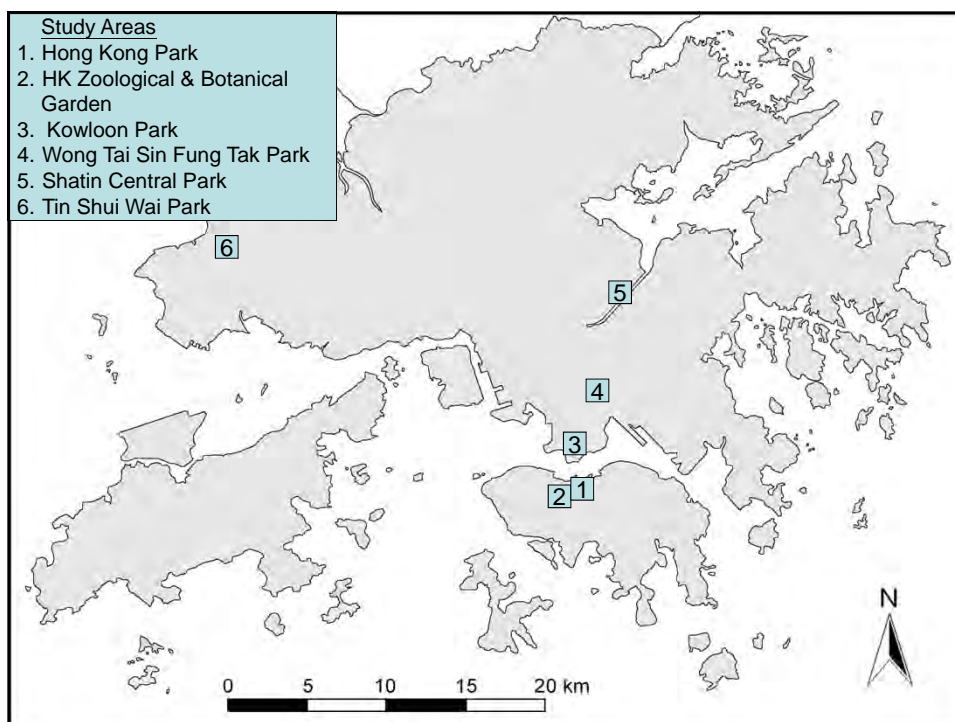 Study Areas
1. Hong Kong Park
2. HK Zoological & Botanical
Garden
3. Kowloon Park
4. Wong Tai Sin Fung Tak Park
5. Shatin Central Park
6. Tin Shui Wai Park
6
5
4
3
1
2
N
0 5 10 15 20 km